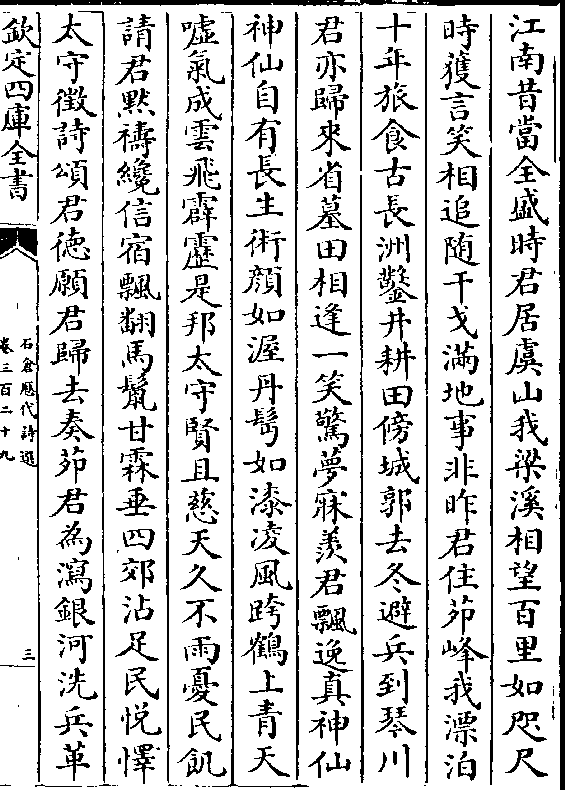 江南昔當全盛時君居虞山我梁溪相望百里如咫尺
時獲言笑相追随干戈滿地事非昨君住茆峰我漂泊
十年旅食古長洲鑿井耕田傍城郭去冬避兵到琴川
君亦歸來省墓田相逢一笑驚夢寐羨君飄逸真神仙
神仙自有長生術顔如渥丹髩如漆凌風跨鶴上青天
噓氣成雲飛霹靂是邦太守賢且慈天久不雨憂民飢
請君黙禱纔信宿飄翻馬鬛甘霖垂四郊沾足民悦懌
太守徵詩頌君徳願君歸去奏茆君為瀉銀河洗兵革
欽定四庫全書
石倉歴代詩選
卷三百二十九
三